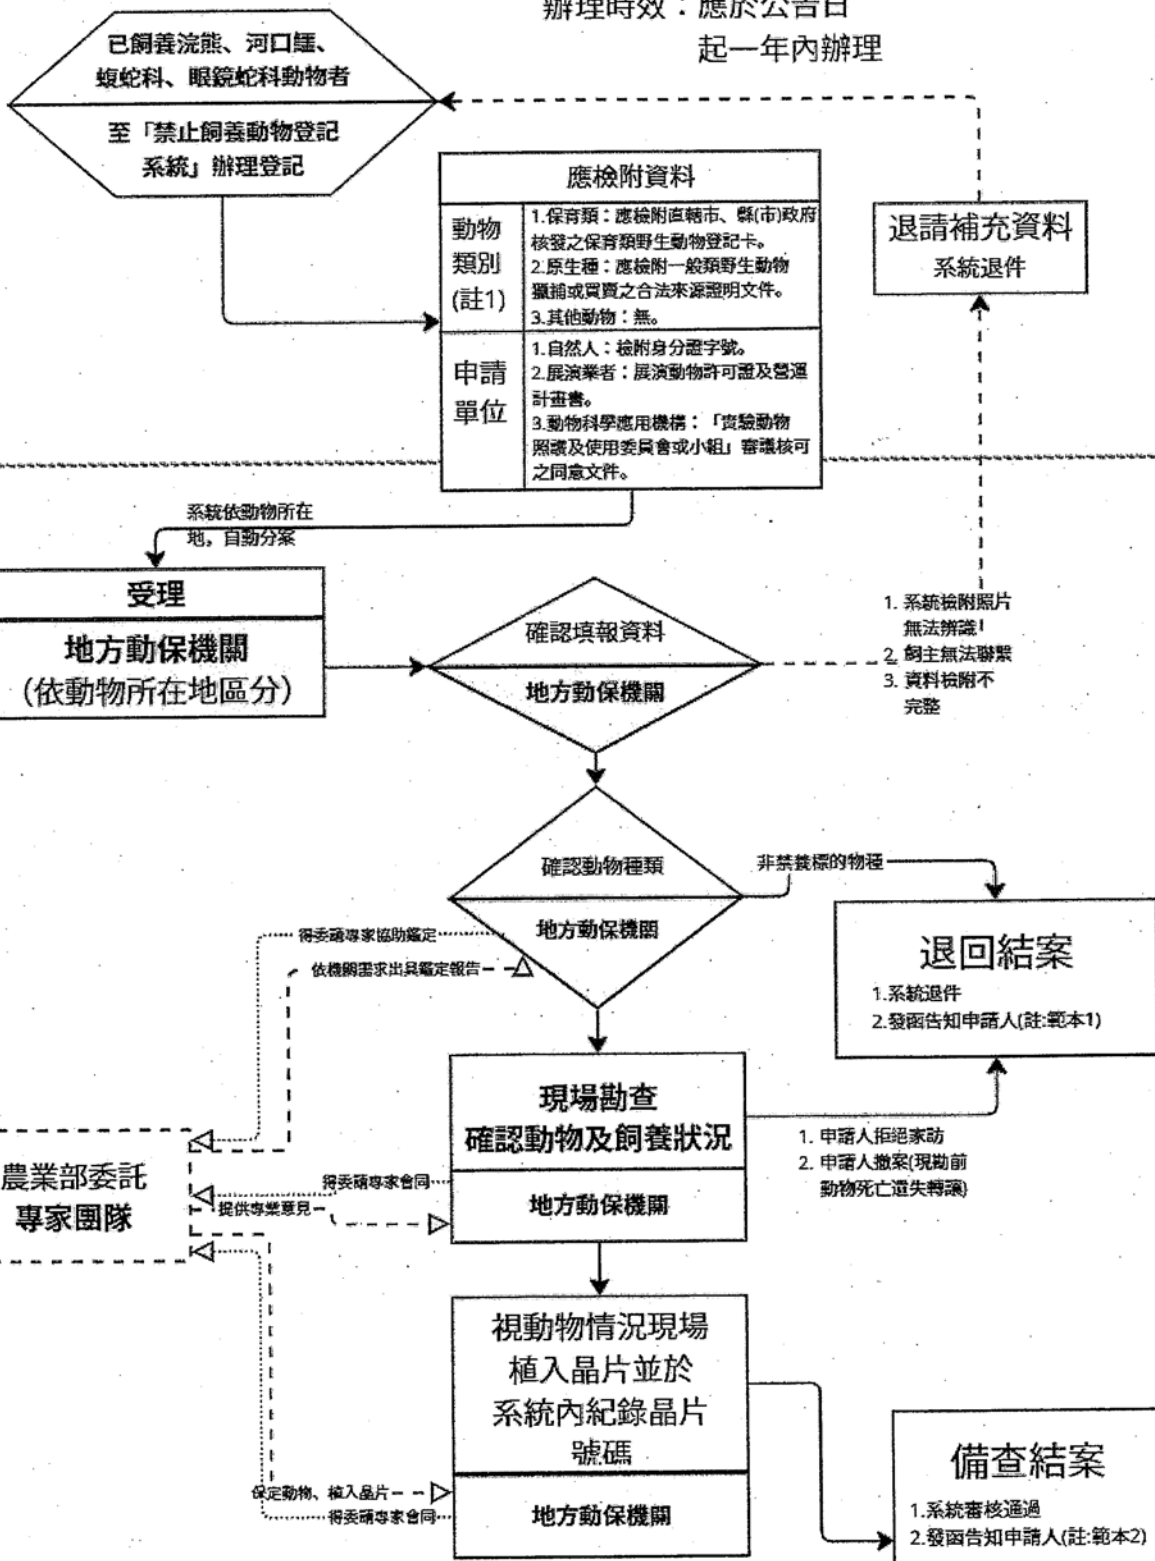 辦理時效：應於公告日
起一年內辦理
已飼養浣熊、河口鱷、
蝮蛇科、眼鏡蛇科動物者
至「禁止飼養動物登記
系統」辦理登記
應檢附資料
動物
類別
(註1)
1.保育類：應檢附直轄市、縣(市)政府
核發之保育類野生動物登記卡。
2.原生種：應檢附一般類野生動物
獵捕或買賣之合法來源證明文件。
3.其他動物：無。
申請
單位
1.自然人：檢附身分證字號。
2.展演業者：展演動物許可證及營運
計畫書。
3.動物科學應用機構：「實驗動物
照護及使用委員會或小組」審議核可
之同意文件。
退請補充資料
系統退件
系統依動物所在
地，自動分案
受理
地方動保機關
（依動物所在地區分）
確認填報資料
地方動保機關
1. 系統檢附照片
無法辨識
2. 飼主無法聯繫
3. 資料檢附不
完整
確認動物種類
地方動保機關
非禁養標的物種
退回結案
1.系統退件
2.發函告知申請人(註:範本1)
得委請專家協助鑑定
依機關需求出具鑑定報告
現場勘查
確認動物及飼養狀況
地方動保機關
1. 申請人拒絕家訪
2. 申請人撤案(現勘前
動物死亡遺失轉讓)
農業部委託
專家團隊
得委請專家會同
提供專業意見
視動物情況現場
植入晶片並於
系統內紀錄晶片
號碼
地方動保機關
保定動物、植入晶片
得委請專家會同
備查結案
1.系統審核通過
2.發函告知申請人(註:範本2)